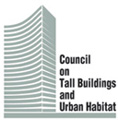 Council
on
Tall Buildings
and
Urban Habitat